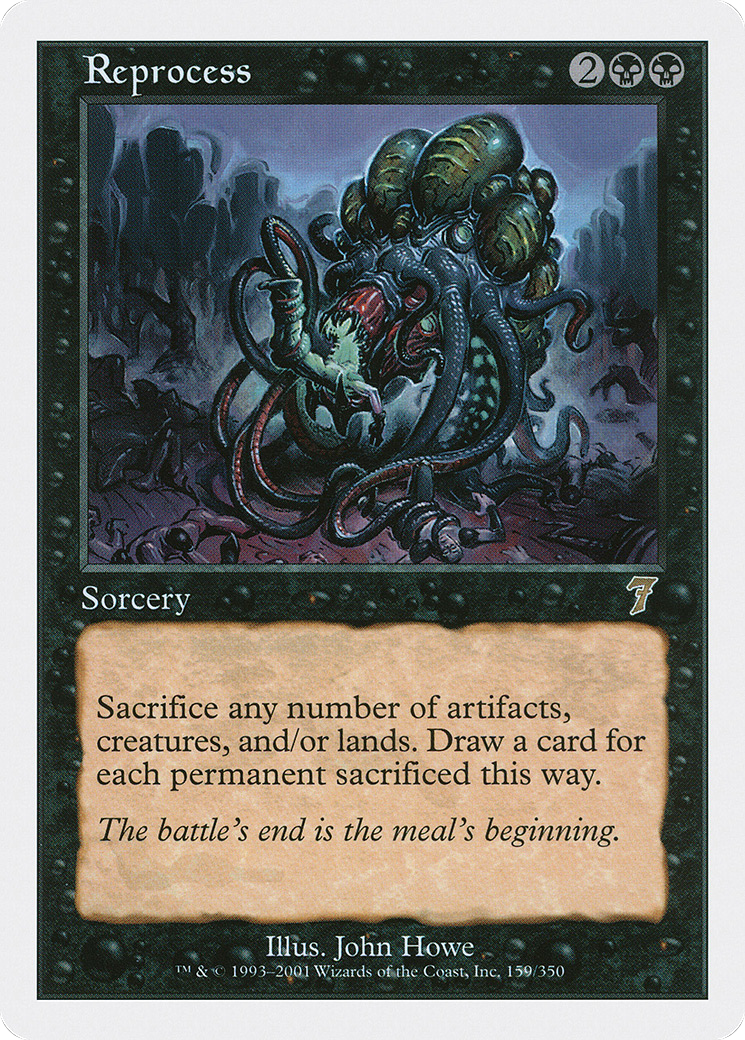 Reprocess 2
Sorcery 7
Sacrifice any number of artifacts,
creatures, and/or lands. Draw a card for
each permanent sacrificed this way.
The battle's end is the meal's beginning.
Illus. John Howe
™ & © 1993–2001 Wizards of the Coast, Inc. 159/350